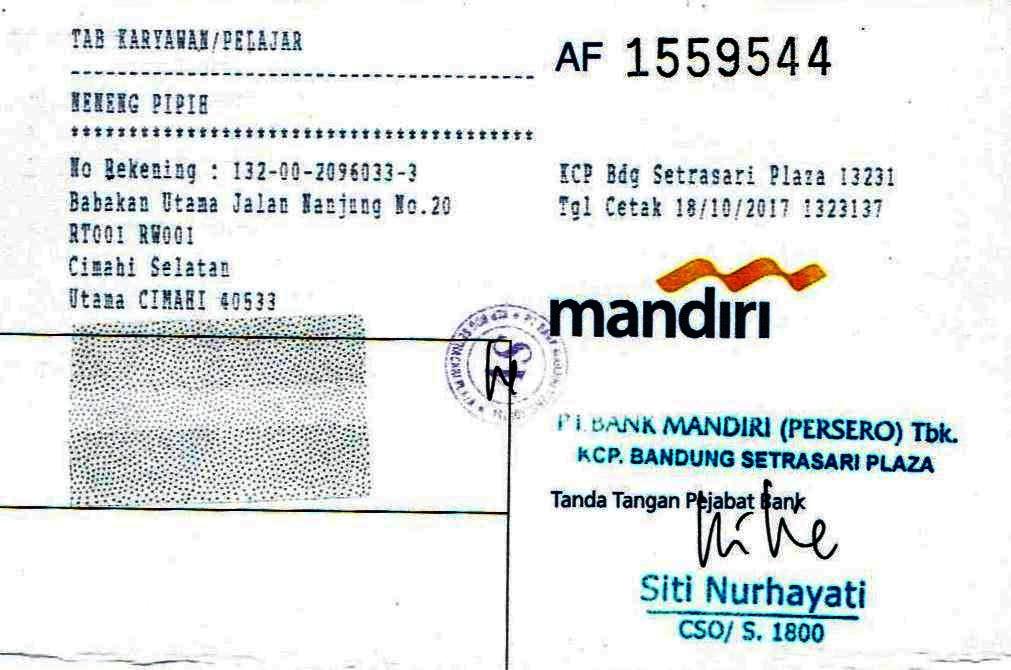 TAB KARYAWAN/PELAJAR
AF 1559544
----------------------------------------
NENENG PIPIH
****************************************
No Rekening : 132-00-2096033-3
Babakan Utama Jalan Nanjung No.20
RT001 RW001
Cimahi Selatan
Utama CIMAHI 40533
KCP Bdg Setrasari Plaza 13231
Tgl Cetak 18/10/2017 1323137
mandiri
PT. BANK MANDIRI (PERSERO) Tbk.
KCP. BANDUNG SETRASARI PLAZA
Tanda Tangan Pejabat Bank
Siti Nurhayati
CSO/ S. 1800